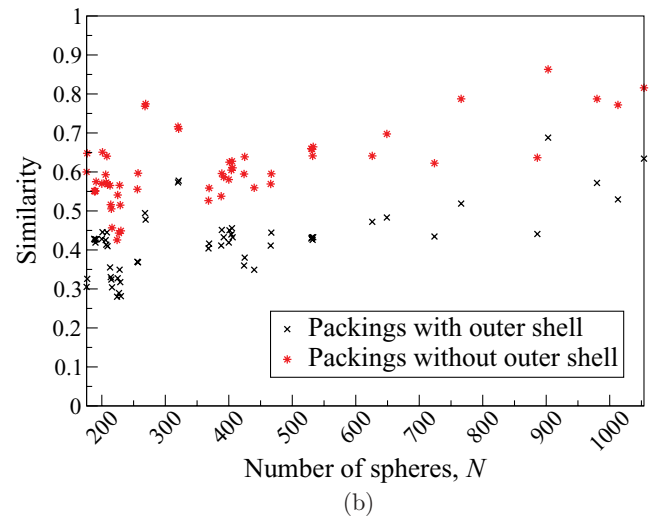 1
0.9
0.8
0.7
0.6
0.5
0.4
0.3
0.2
0.1
0
Similarity
Packings with outer shell
Packings without outer shell
200 300 400 500 600 700 800 900 1000
Number of spheres, N
(b)